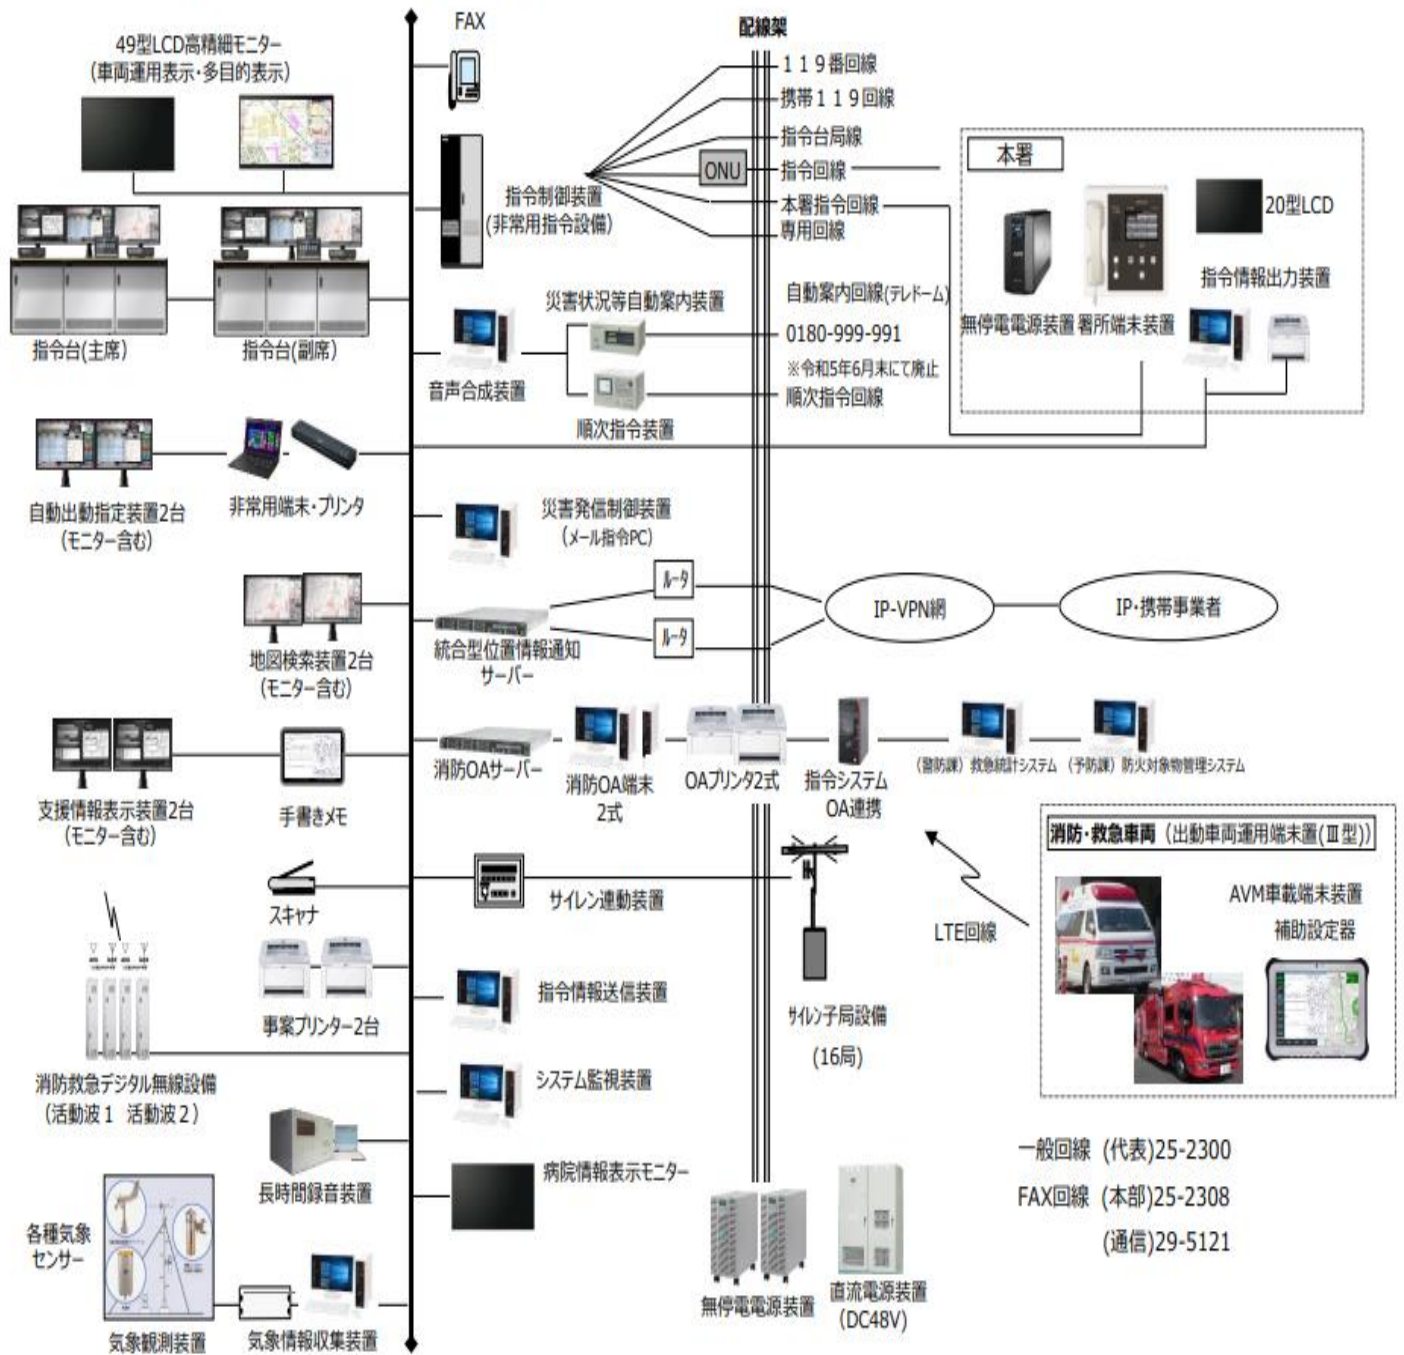 FAX
配線架
49型LCD高精細モニター
(車両運用表示・多目的表示)
119番回線
携帯119回線
指令台局線
ONU
指令回線
本署指令回線
専用回線
指令制御装置
(非常用指令設備)
本署
20型LCD
指令情報出力装置
無停電電源装置
署所端末装置
指令台(主席)
指令台(副席)
災害状況等自動案内装置
自動案内回線(テレドーム)
0180-999-991
※令和5年6月末にて廃止
順次指令回線
音声合成装置
順次指令装置
自動出動指定装置2台
(モニター含む)
非常用端末・プリンタ
災害発信制御装置
(メール指令PC)
ルータ
ルータ
IP-VPN網
IP・携帯事業者
地図検索装置2台
(モニター含む)
統合型位置情報通知
サーバー
支援情報表示装置2台
(モニター含む)
手書きメモ
消防OAサーバー
消防OA端末
2式
OAプリンタ2式
指令システム
OA連携
(警防課)救急統計システム
(予防課)防火対象物管理システム
消防・救急車両(出動車両運用端末置(Ⅲ型))
AVM車載端末装置
補助設定器
LTE回線
スキャナ
サイレン連動装置
サイレン子局設備
(16局)
事案プリンター2台
指令情報送信装置
消防救急デジタル無線設備
(活動波1 活動波2)
システム監視装置
長時間録音装置
病院情報表示モニター
各種気象
センサー
気象観測装置
気象情報収集装置
無停電電源装置
直流電源装置
(DC48V)
一般回線 (代表)25-2300
FAX回線 (本部)25-2308
(通信)29-5121